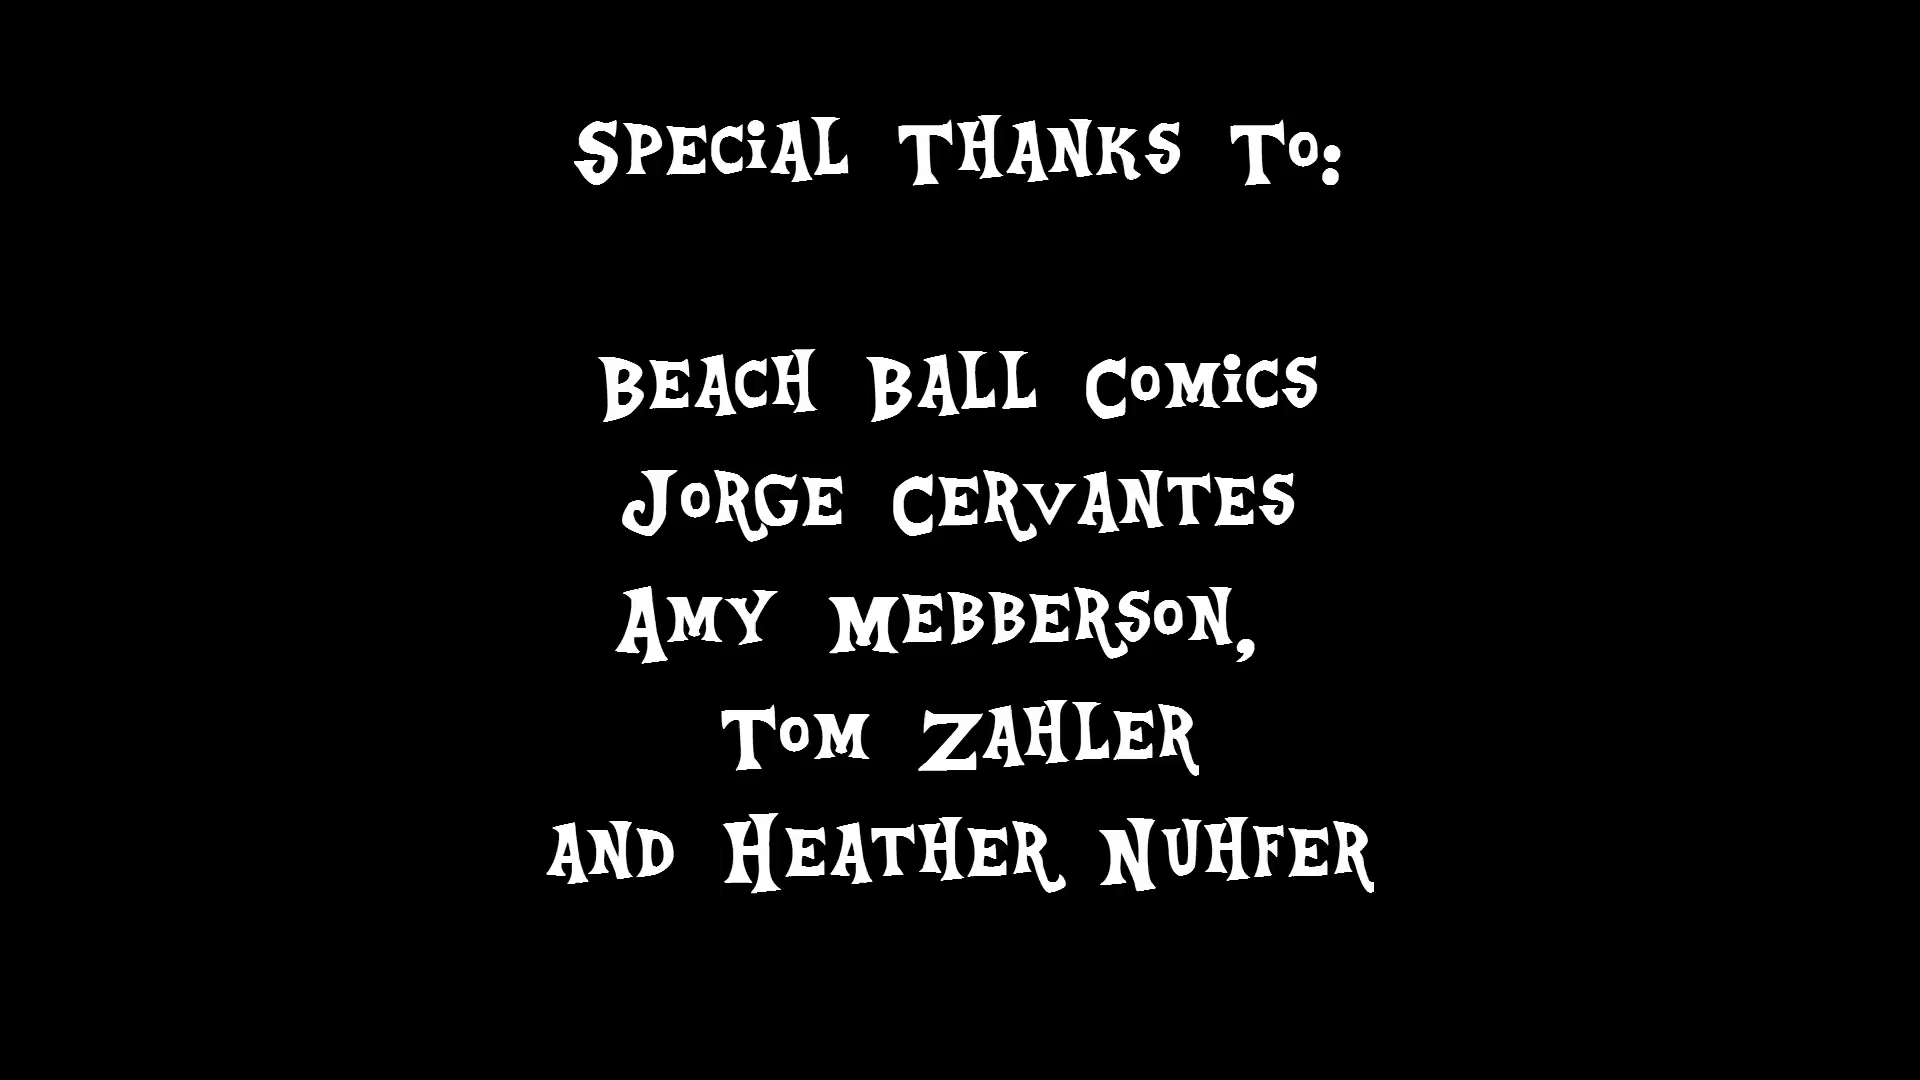 Special Thanks To:
Beach Ball Comics
Jorge Cervantes
Amy Mebberson,
Tom Zahler
and Heather Nuhfer